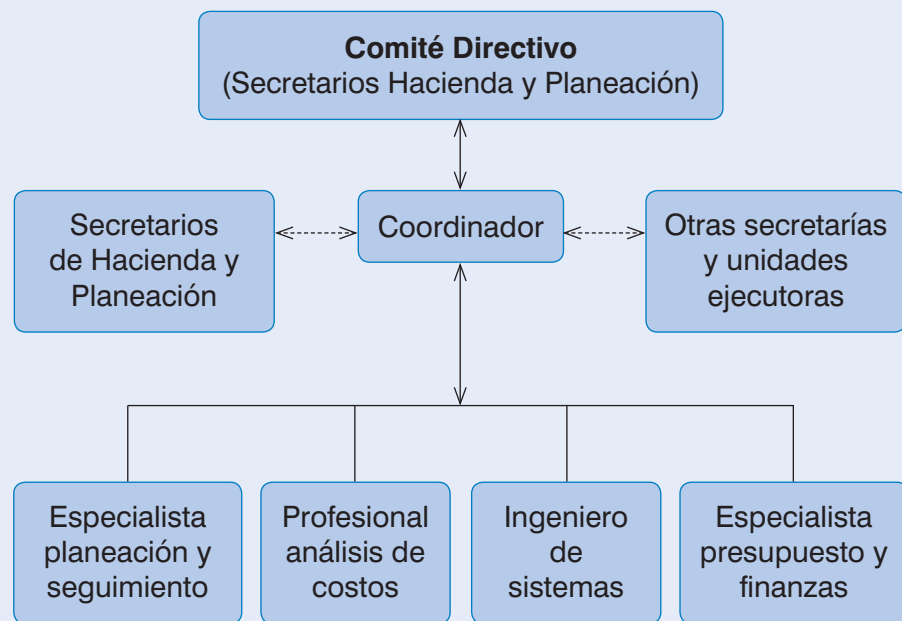 Comité Directivo
(Secretarios Hacienda y Planeación)
Secretarios
de Hacienda y
Planeación
Coordinador
Otras secretarías
y unidades
ejecutoras
Especialista
planeación y
seguimiento
Profesional
análisis de
costos
Ingeniero
de
sistemas
Especialista
presupuesto y
finanzas